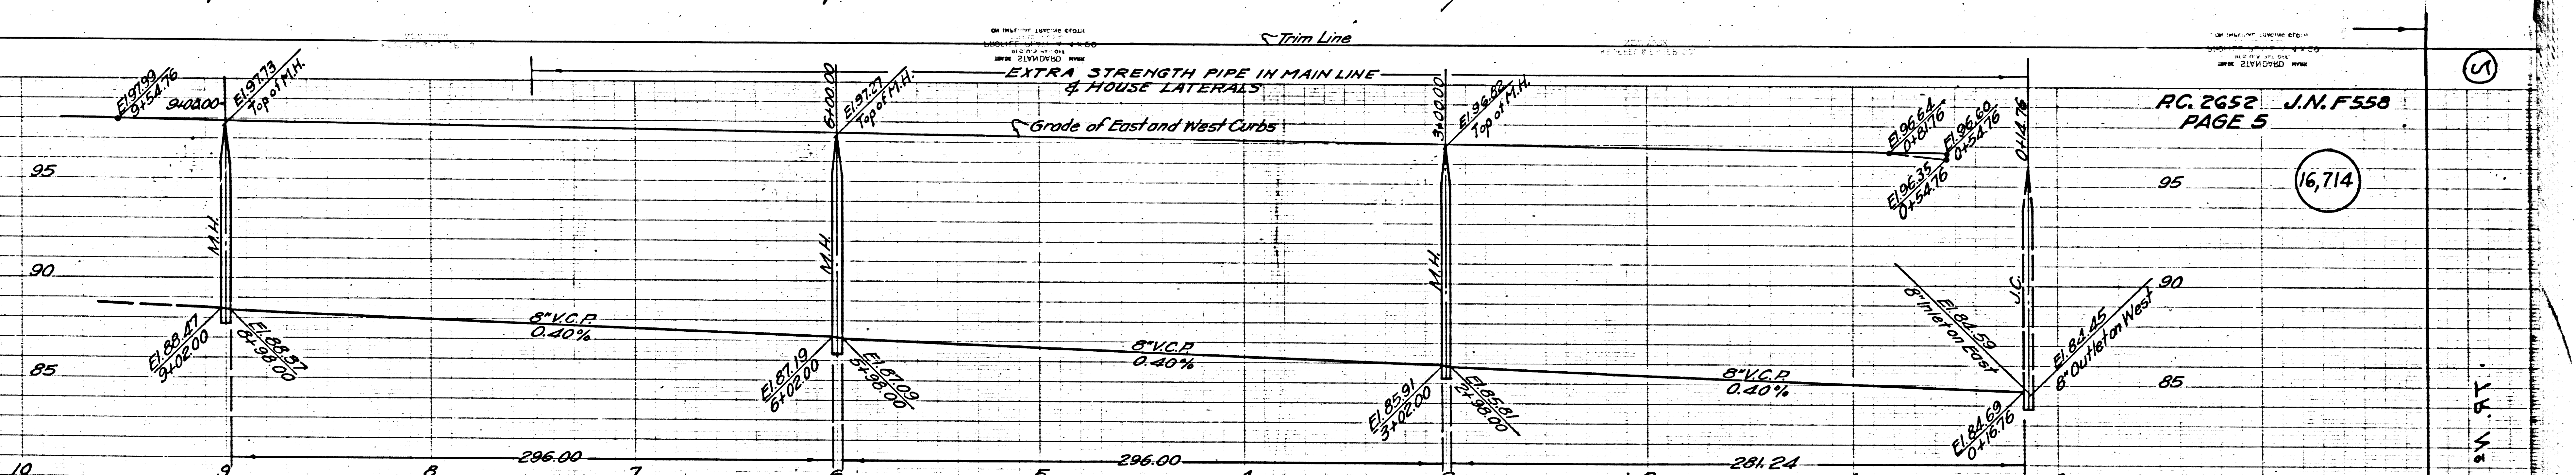 Trim Line
EXTRA STRENGTH PIPE IN MAIN LINE
& HOUSE LATERALS
El.97.99
9+54.76
9+00.00
El.97.73
Top of M.H.
6+00.00
El.97.27
Top of M.H.
Grade of East and West Curbs
3+00.00
El.96.82
Top of M.H.
El.96.64
0+81.76
El.96.60
0+54.76
El.96.35
0+54.76
0+14.76
P.C. 2652 J.N. F558
PAGE 5
5
16,714
95
95
90
90
85
85
M.H.
M.H.
M.H.
J.C.
8" V.C.P.
0.40%
8" V.C.P.
0.40%
8" V.C.P.
0.40%
El.88.47
9+02.00
El.88.37
8+98.00
El.87.19
6+02.00
El.87.09
5+98.00
El.85.91
3+02.00
El.85.81
2+98.00
El.84.59
8" Inlet on East
El.84.45
8" Outlet on West
El.84.69
0+16.76
296.00
296.00
281.24
10
9
8
7
6
5